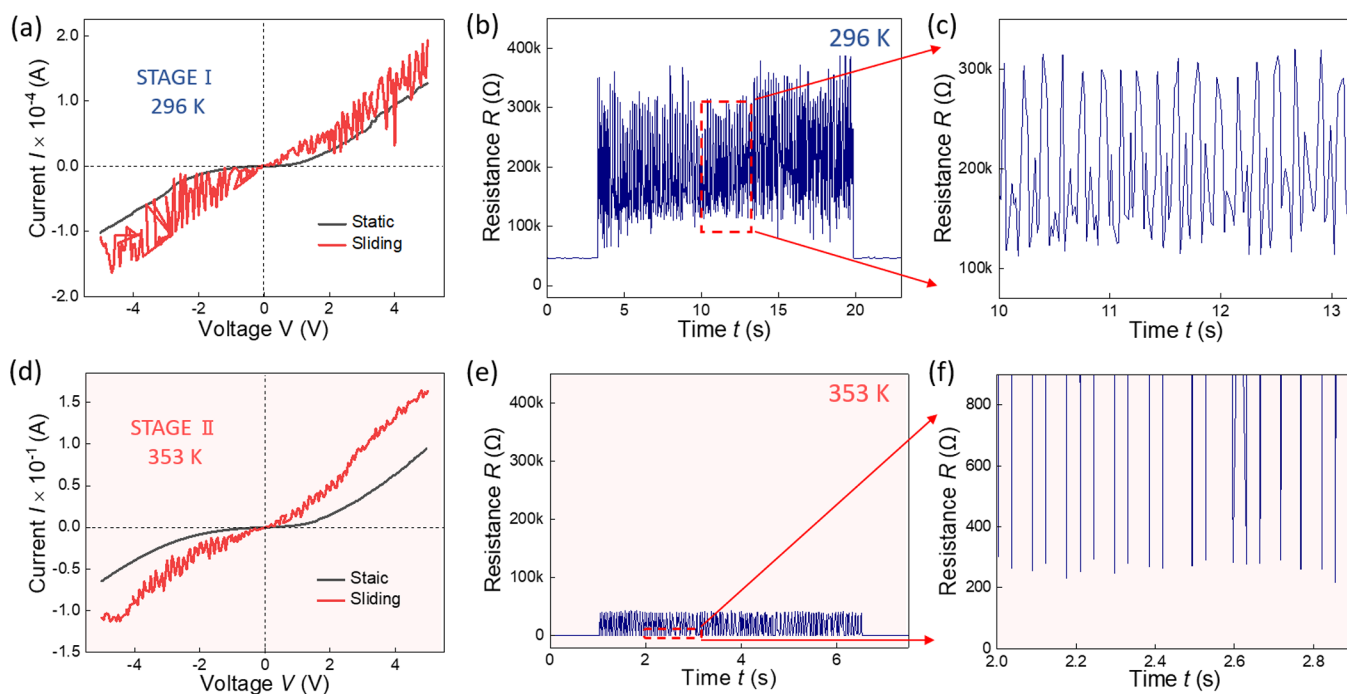 (a)
2.0
1.0
0.0
-1.0
-2.0
Current I × 10⁻⁴ (A)
STAGE I
296 K
Static
Sliding
-4 -2 0 2 4
Voltage V (V)
(b)
296 K
400k
300k
200k
100k
0
Resistance R (Ω)
0 5 10 15 20
Time t (s)
(c)
300k
200k
100k
Resistance R (Ω)
10 11 12 13
Time t (s)
(d)
1.5
1.0
0.5
0.0
-0.5
-1.0
-1.5
Current I × 10⁻¹ (A)
STAGE II
353 K
Staic
Sliding
-4 -2 0 2 4
Voltage V (V)
(e)
353 K
400k
300k
200k
100k
0
Resistance R (Ω)
0 2 4 6
Time t (s)
(f)
800
600
400
200
0
Resistance R (Ω)
2.0 2.2 2.4 2.6 2.8
Time t (s)